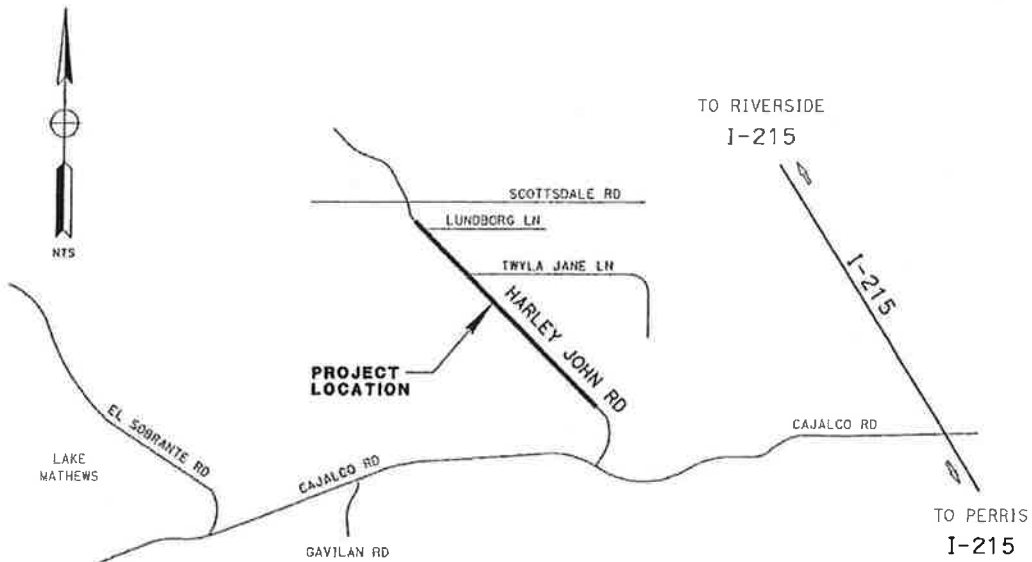 TO RIVERSIDE
I-215
SCOTTSDALE RD
LUNDBORG LN
NTS
TWYLA JANE LN
I-215
HARLEY JOHN RD
PROJECT
LOCATION
EL SOBRANTE RD
CAJALCO RD
LAKE
MATHEWS
CAJALCO RD
GAVILAN RD
TO PERRIS
I-215